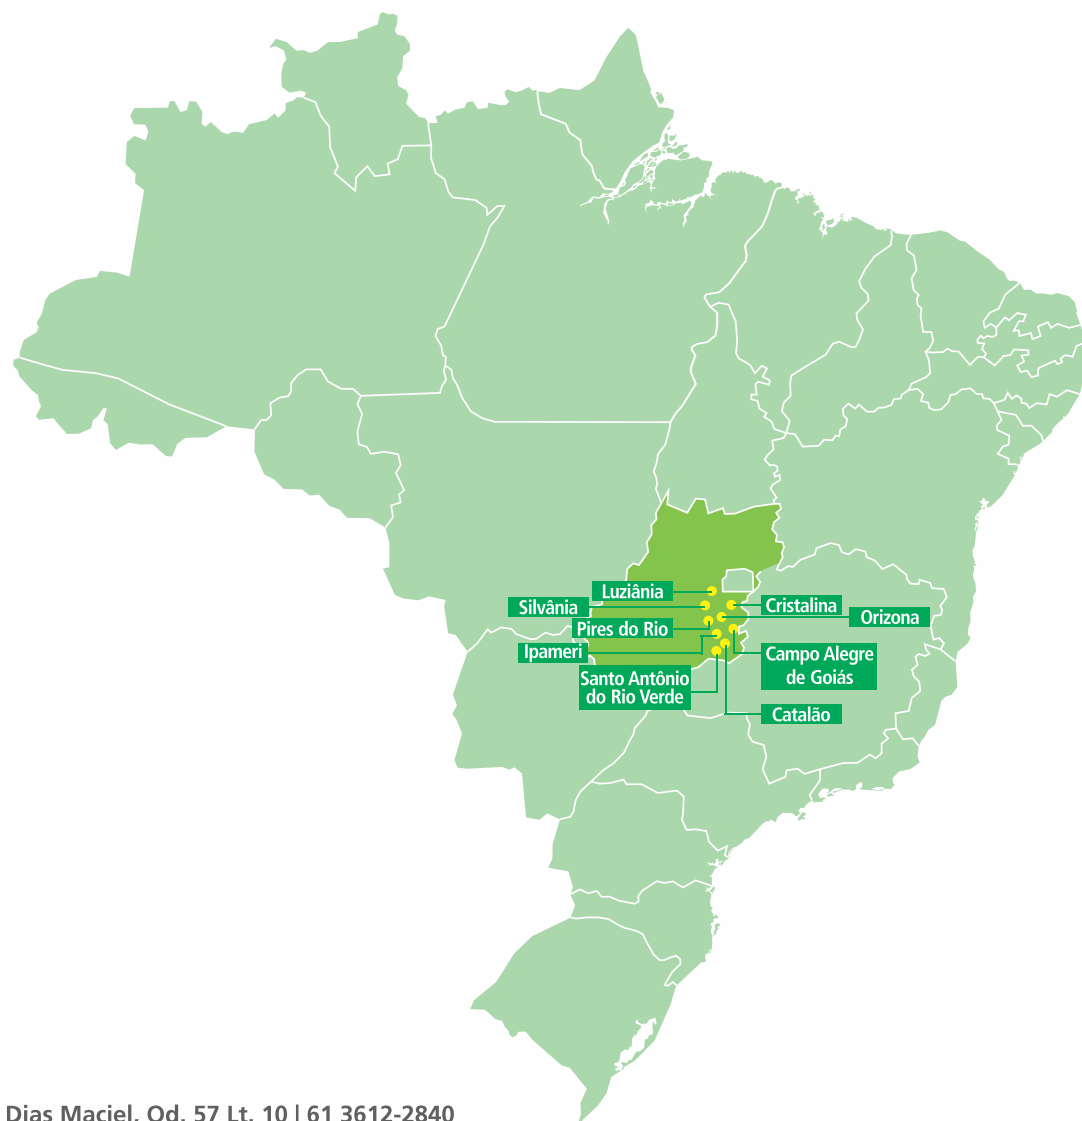 Luziânia
Silvânia
Cristalina
Orizona
Pires do Rio
Ipameri
Campo Alegre
de Goiás
Santo Antônio
do Rio Verde
Catalão
Dias Maciel, Qd. 57 Lt. 10 | 61 3612-2840